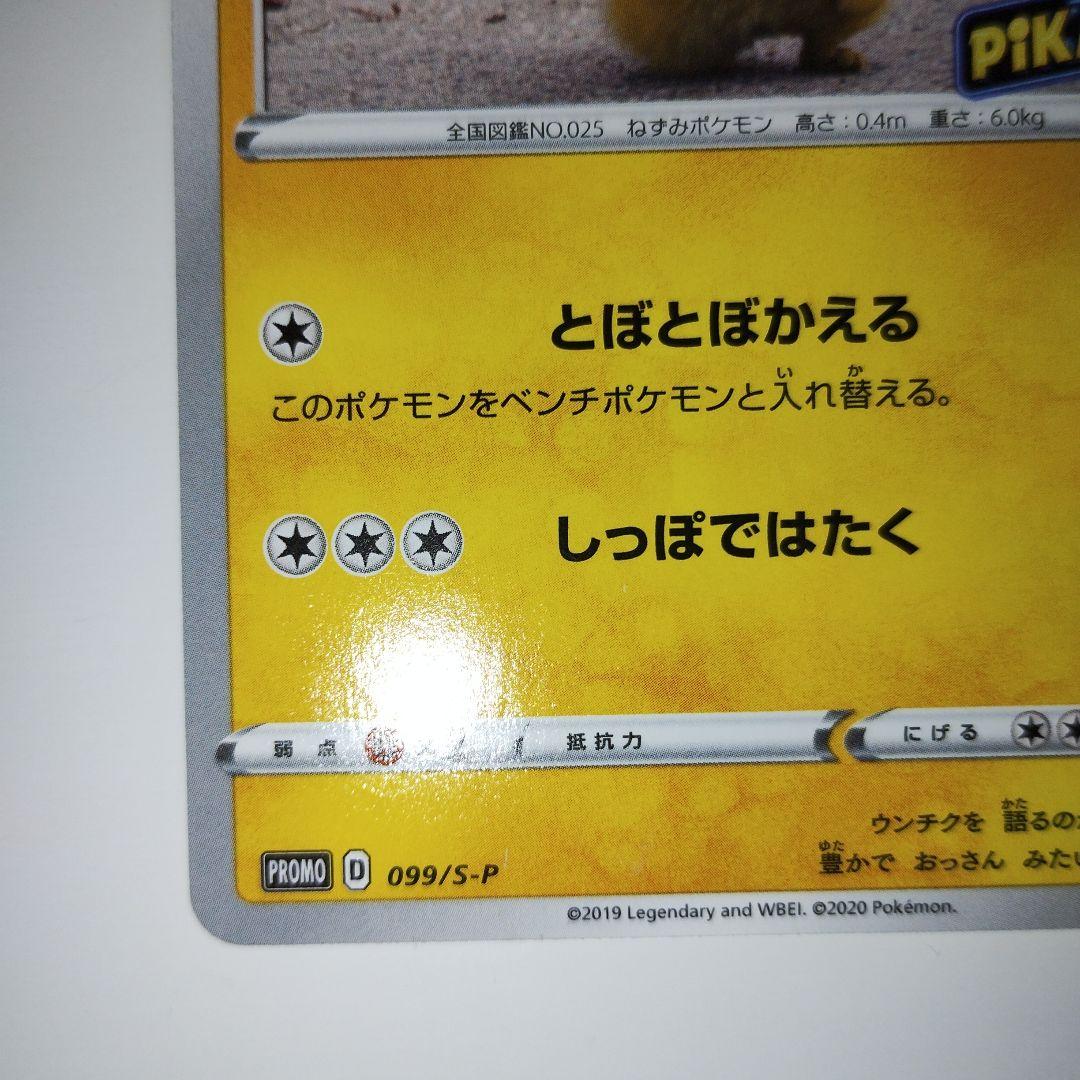 PiK
全国図鑑NO.025 ねずみポケモン 高さ:0.4m 重さ:6.0kg
とぼとぼかえる
このポケモンをベンチポケモンと入れ替える。
しっぽではたく
弱点 抵抗力 にげる
ウンチクを 語るのが
豊かで おっさん みたい
PROMO D 099/S-P
©2019 Legendary and WBEI. ©2020 Pokémon.